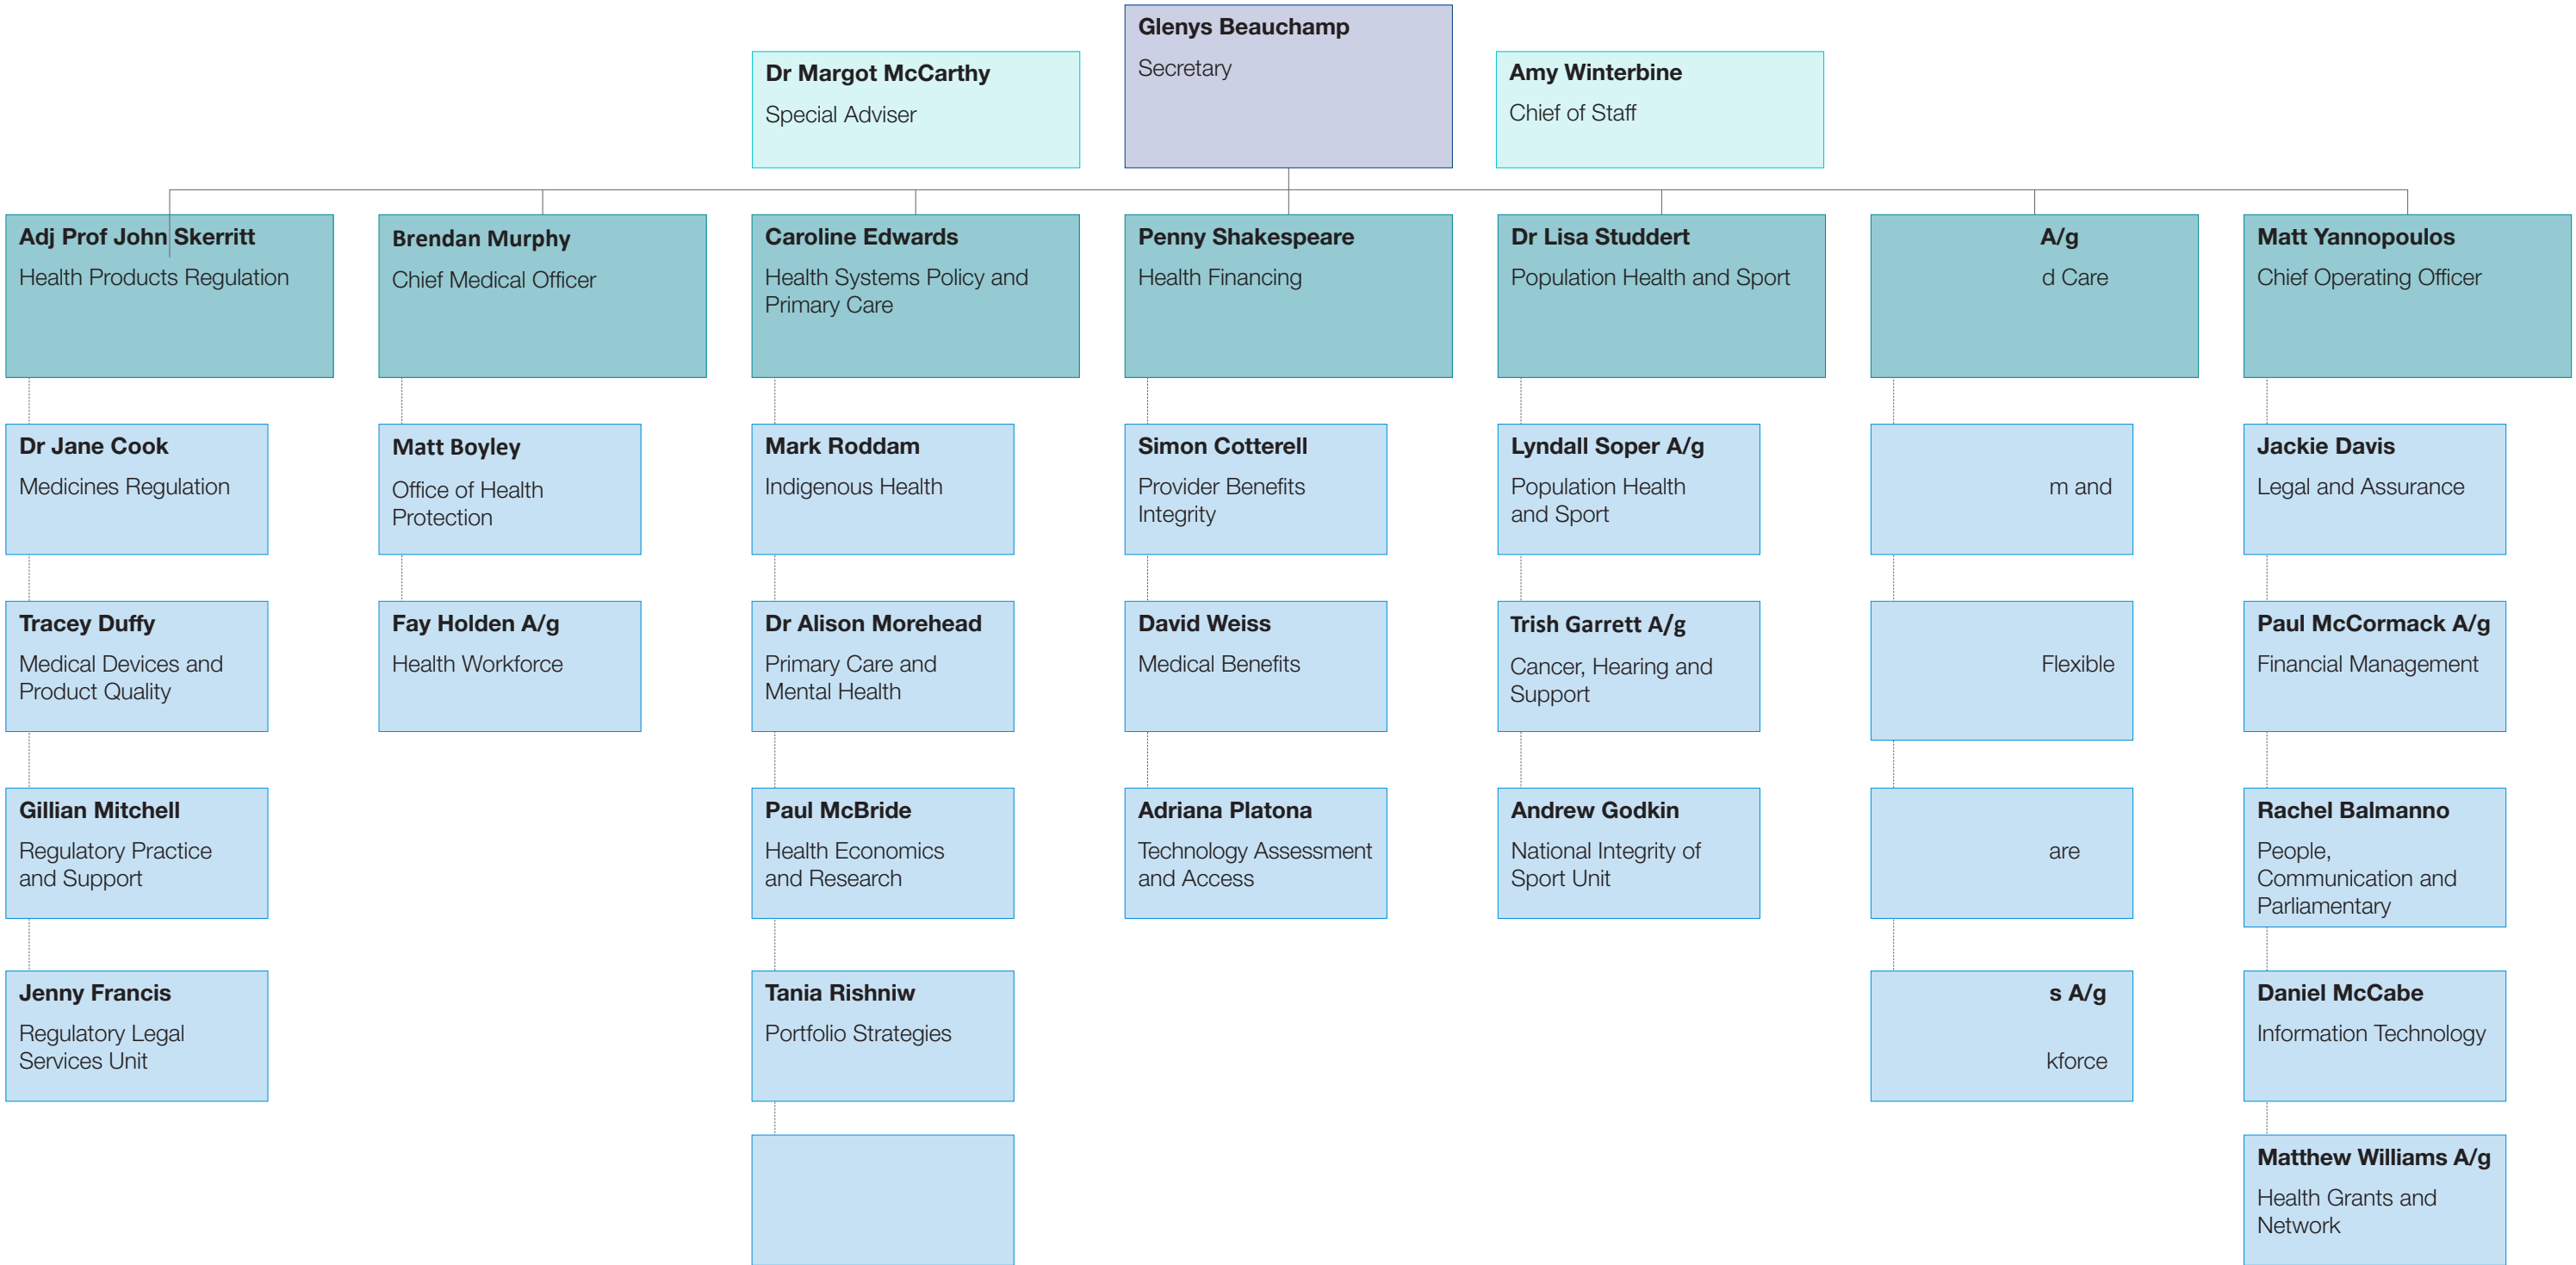 Glenys Beauchamp
Secretary
Dr Margot McCarthy
Special Adviser
Amy Winterbine
Chief of Staff
Adj Prof John Skerritt
Health Products Regulation
Dr Jane Cook
Medicines Regulation
Tracey Duffy
Medical Devices and
Product Quality
Gillian Mitchell
Regulatory Practice
and Support
Jenny Francis
Regulatory Legal
Services Unit
Brendan Murphy
Chief Medical Officer
Matt Boyley
Office of Health
Protection
Fay Holden A/g
Health Workforce
Caroline Edwards
Health Systems Policy and
Primary Care
Mark Roddam
Indigenous Health
Dr Alison Morehead
Primary Care and
Mental Health
Paul McBride
Health Economics
and Research
Tania Rishniw
Portfolio Strategies
Penny Shakespeare
Health Financing
Simon Cotterell
Provider Benefits
Integrity
David Weiss
Medical Benefits
Adriana Platona
Technology Assessment
and Access
Dr Lisa Studdert
Population Health and Sport
Lyndall Soper A/g
Population Health
and Sport
Trish Garrett A/g
Cancer, Hearing and
Support
Andrew Godkin
National Integrity of
Sport Unit
A/g
d Care
m and
Flexible
are
s A/g
kforce
Matt Yannopoulos
Chief Operating Officer
Jackie Davis
Legal and Assurance
Paul McCormack A/g
Financial Management
Rachel Balmanno
People,
Communication and
Parliamentary
Daniel McCabe
Information Technology
Matthew Williams A/g
Health Grants and
Network